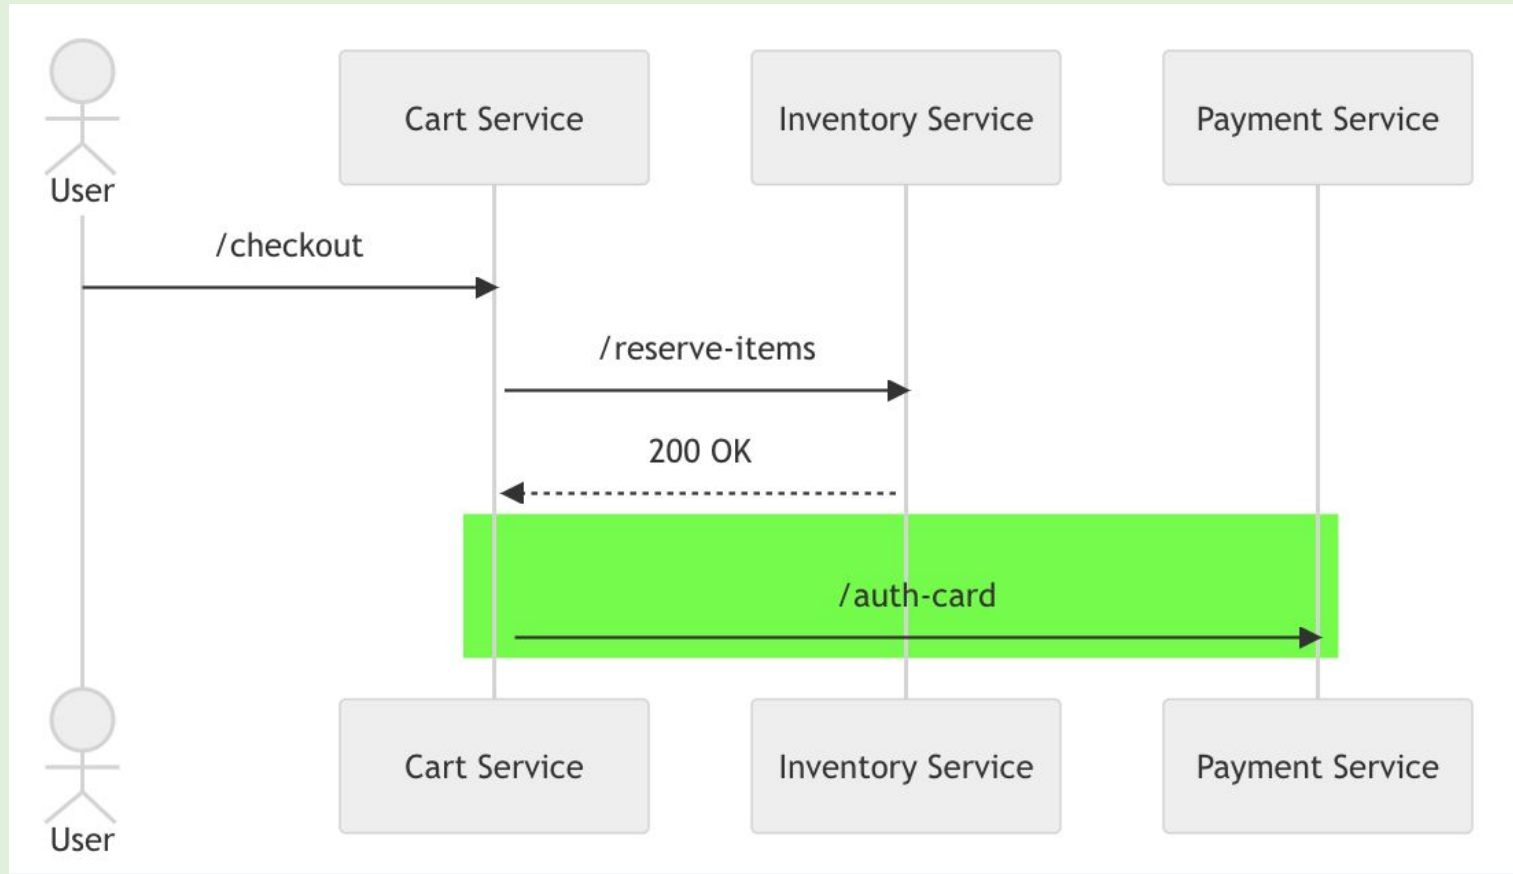 Cart Service
Inventory Service
Payment Service
User
/checkout
/reserve-items
200 OK
/auth-card
Cart Service
Inventory Service
Payment Service
User